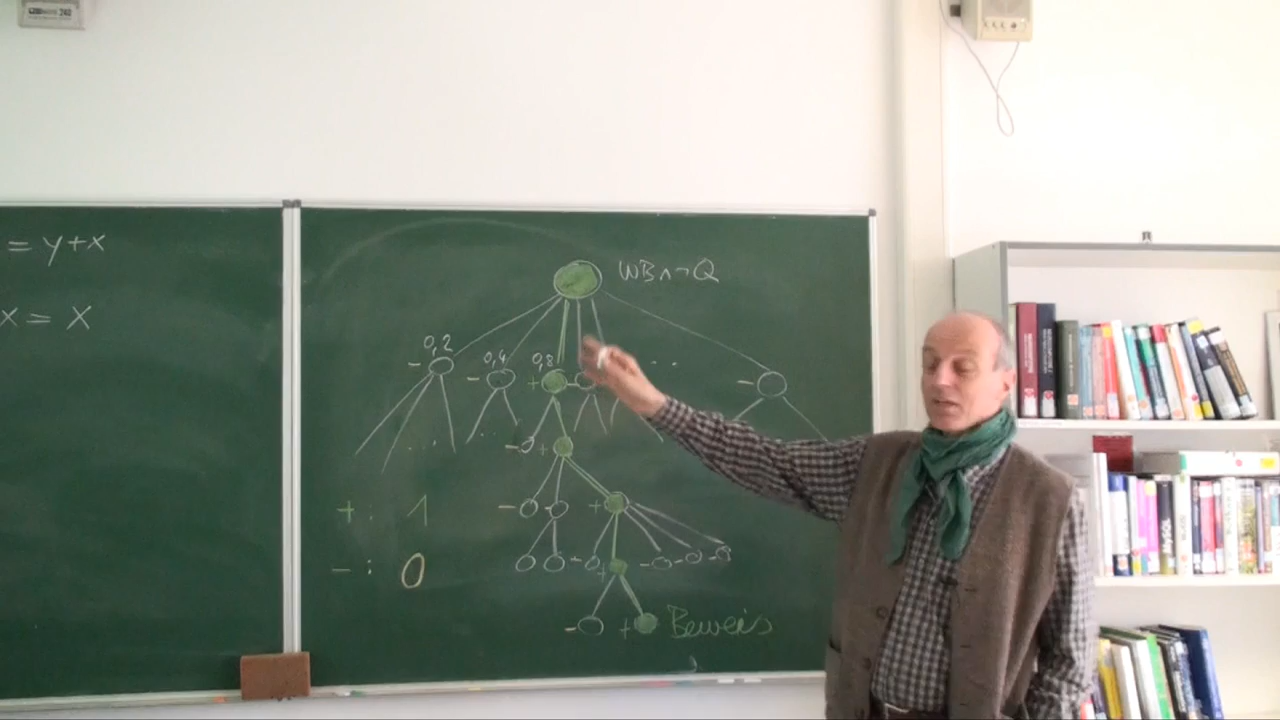 = y+x
x = x
WB∧¬Q
0,2
0,4
0,8
+ : 1
- : 0
Beweis